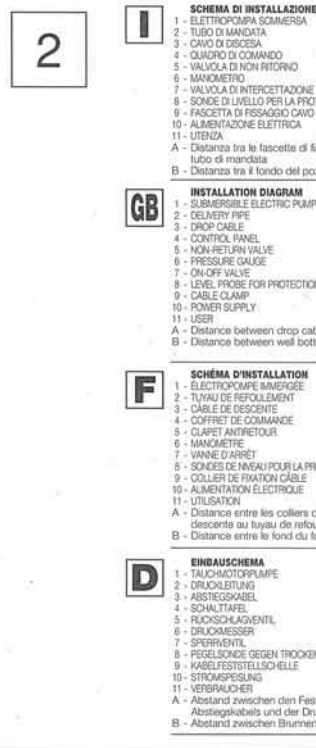 2
I
SCHEMA DI INSTALLAZIONE
1 - ELETTROPOMPA SOMMERSA
2 - TUBO DI MANDATA
3 - CAVO DI DISCESA
4 - QUADRO DI COMANDO
5 - VALVOLA DI NON RITORNO
6 - MANOMETRO
7 - VALVOLA DI INTERCETTAZIONE
8 - SONDE DI LIVELLO PER LA
9 - FASCETTA DI FISSAGGIO CAVO
10 - ALIMENTAZIONE ELETTRICA
11 - UTENZA
A - Distanza tra le fascette di
tubo di mandata
B - Distanza tra il fondo del
GB
INSTALLATION DIAGRAM
1 - SUBMERSIBLE ELECTRIC PUMP
2 - DELIVERY PIPE
3 - DROP CABLE
4 - CONTROL PANEL
5 - NON-RETURN VALVE
6 - PRESSURE GAUGE
7 - ON-OFF VALVE
8 - LEVEL PROBE FOR PROTECTION
9 - CABLE CLAMP
10 - POWER SUPPLY
11 - USER
A - Distance between drop
B - Distance between well
F
SCHÉMA D'INSTALLATION
1 - ÉLECTROPOMPE IMMERGÉE
2 - TUYAU DE REFOULEMENT
3 - CÂBLE DE DESCENTE
4 - COFFRET DE COMMANDE
5 - CLAPET ANTIRETOUR
6 - MANOMÈTRE
7 - VANNE D'ARRÊT
8 - SONDES DE NIVEAU POUR LA
9 - COLLIER DE FIXATION CÂBLE
10 - ALIMENTATION ÉLECTRIQUE
11 - UTILISATION
A - Distance entre les colliers
descente au tuyau de
B - Distance entre le fond du
D
EINBAUSCHEMA
1 - TAUCHMOTORPUMPE
2 - DRUCKLEITUNG
3 - ABSTIEGSKABEL
4 - SCHALTTAFEL
5 - RÜCKSCHLAGVENTIL
6 - DRUCKMESSER
7 - SPERRVENTIL
8 - PEGELSONDE GEGEN
9 - KABELFESTSTELLSCHELLE
10 - STROMSPEISUNG
11 - VERBRAUCHER
A - Abstand zwischen den
Abstiegskabels und der
B - Abstand zwischen Brunnen